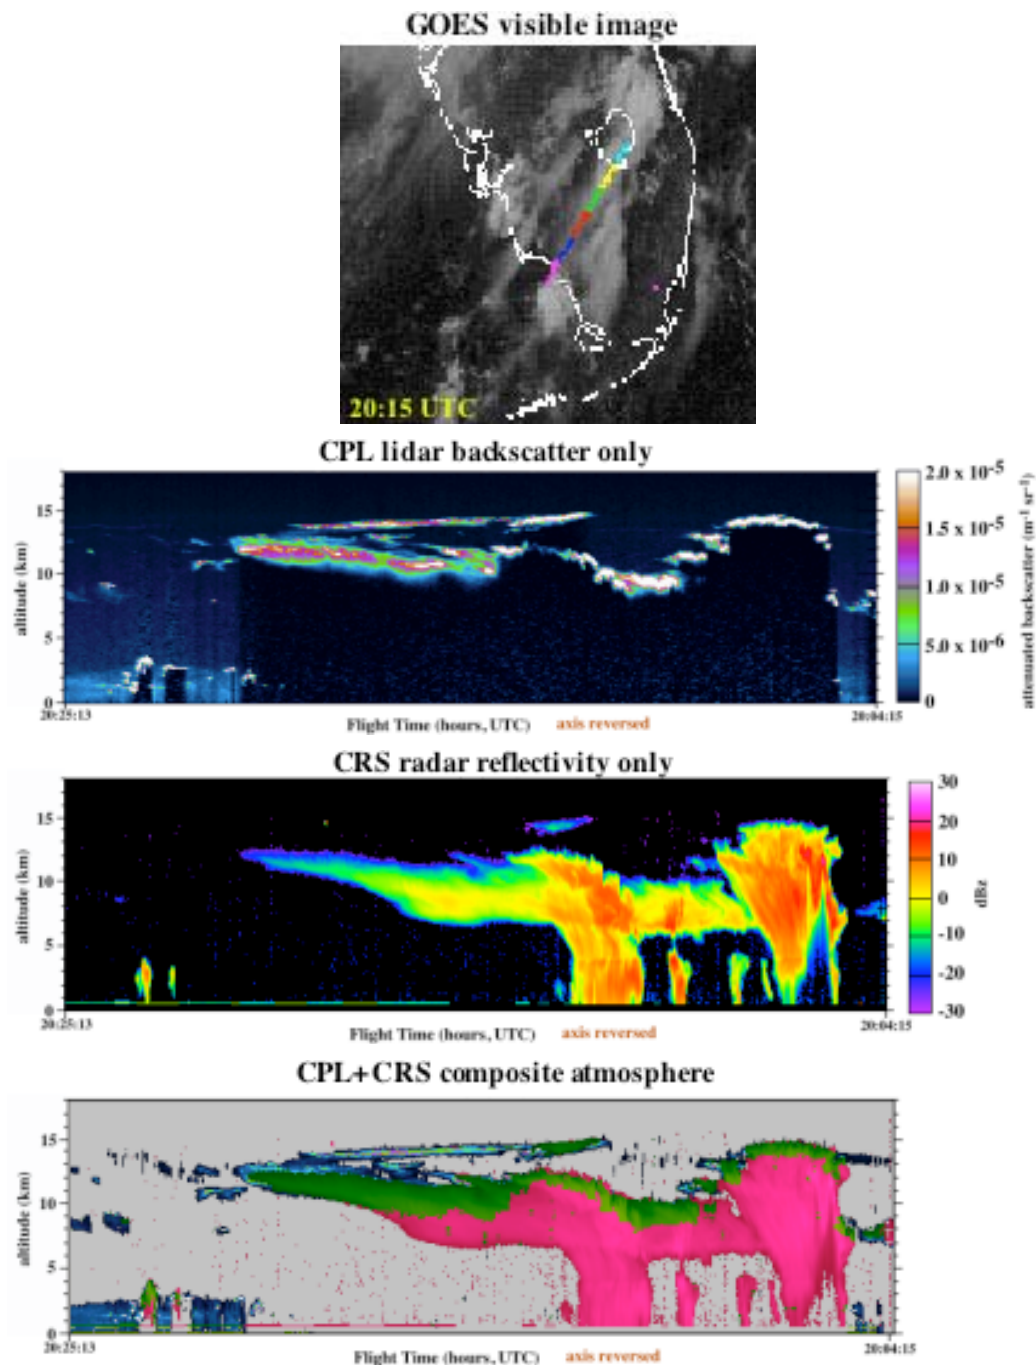 GOES visible image
20:15 UTC
CPL lidar backscatter only
altitude (km)
15
10
5
0
20:25:13
20:04:15
Flight Time (hours, UTC) axis reversed
2.0 x 10⁻⁵
1.5 x 10⁻⁵
1.0 x 10⁻⁵
5.0 x 10⁻⁶
0
attenuated backscatter (m⁻¹ sr⁻¹)
CRS radar reflectivity only
altitude (km)
15
10
5
0
20:25:13
20:04:15
Flight Time (hours, UTC) axis reversed
30
20
10
0
-10
-20
-30
dBz
CPL+CRS composite atmosphere
altitude (km)
15
10
5
0
20:25:13
20:04:15
Flight Time (hours, UTC) axis reversed